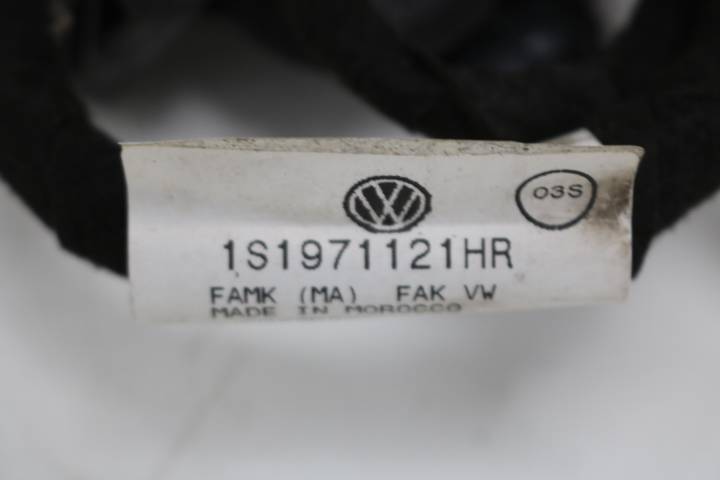 03S
1S1971121HR
FAMK (MA) FAK VW
MADE IN MOROCCO